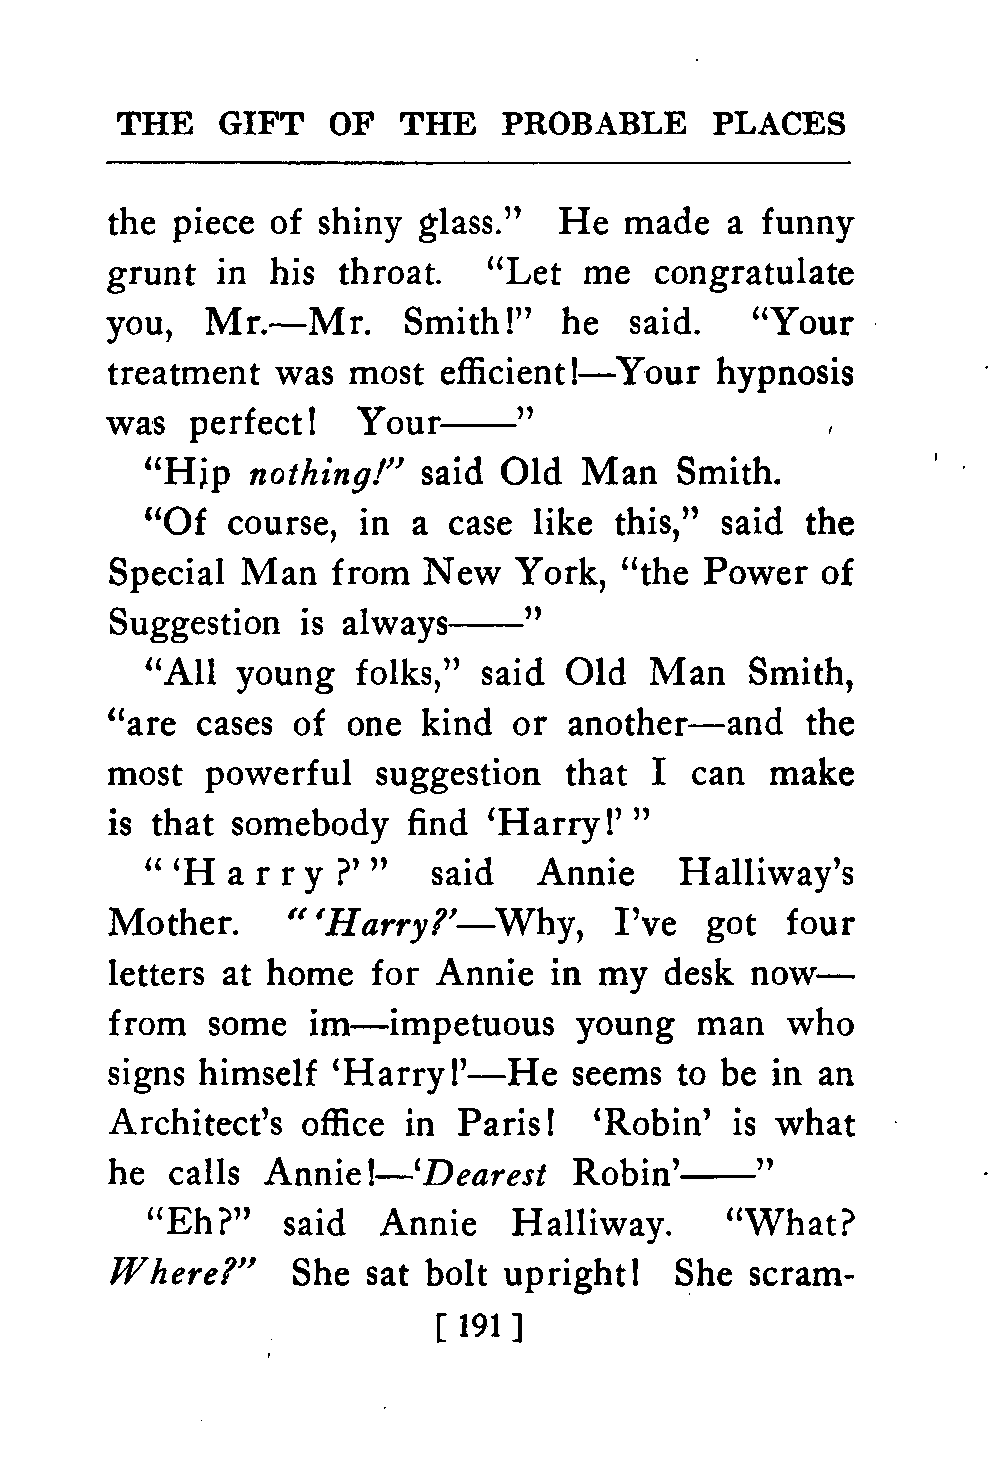 THE GIFT OF THE PROBABLE PLACES
the piece of shiny glass.” He made a funny
grunt in his throat. “Let me congratulate
you, Mr.—Mr. Smith!” he said. “Your
treatment was most efficient!—Your hypnosis
was perfect! Your——”
“Hip nothing!” said Old Man Smith.
“Of course, in a case like this,” said the
Special Man from New York, “the Power of
Suggestion is always——”
“All young folks,” said Old Man Smith,
“are cases of one kind or another—and the
most powerful suggestion that I can make
is that somebody find ‘Harry!’ ”
“ ‘H a r r y ?’ ” said Annie Halliway’s
Mother. “ ‘Harry?’—Why, I’ve got four
letters at home for Annie in my desk now—
from some im—impetuous young man who
signs himself ‘Harry!’—He seems to be in an
Architect’s office in Paris! ‘Robin’ is what
he calls Annie!—‘Dearest Robin’——”
“Eh?” said Annie Halliway. “What?
Where?” She sat bolt upright! She scram-
[ 191 ]